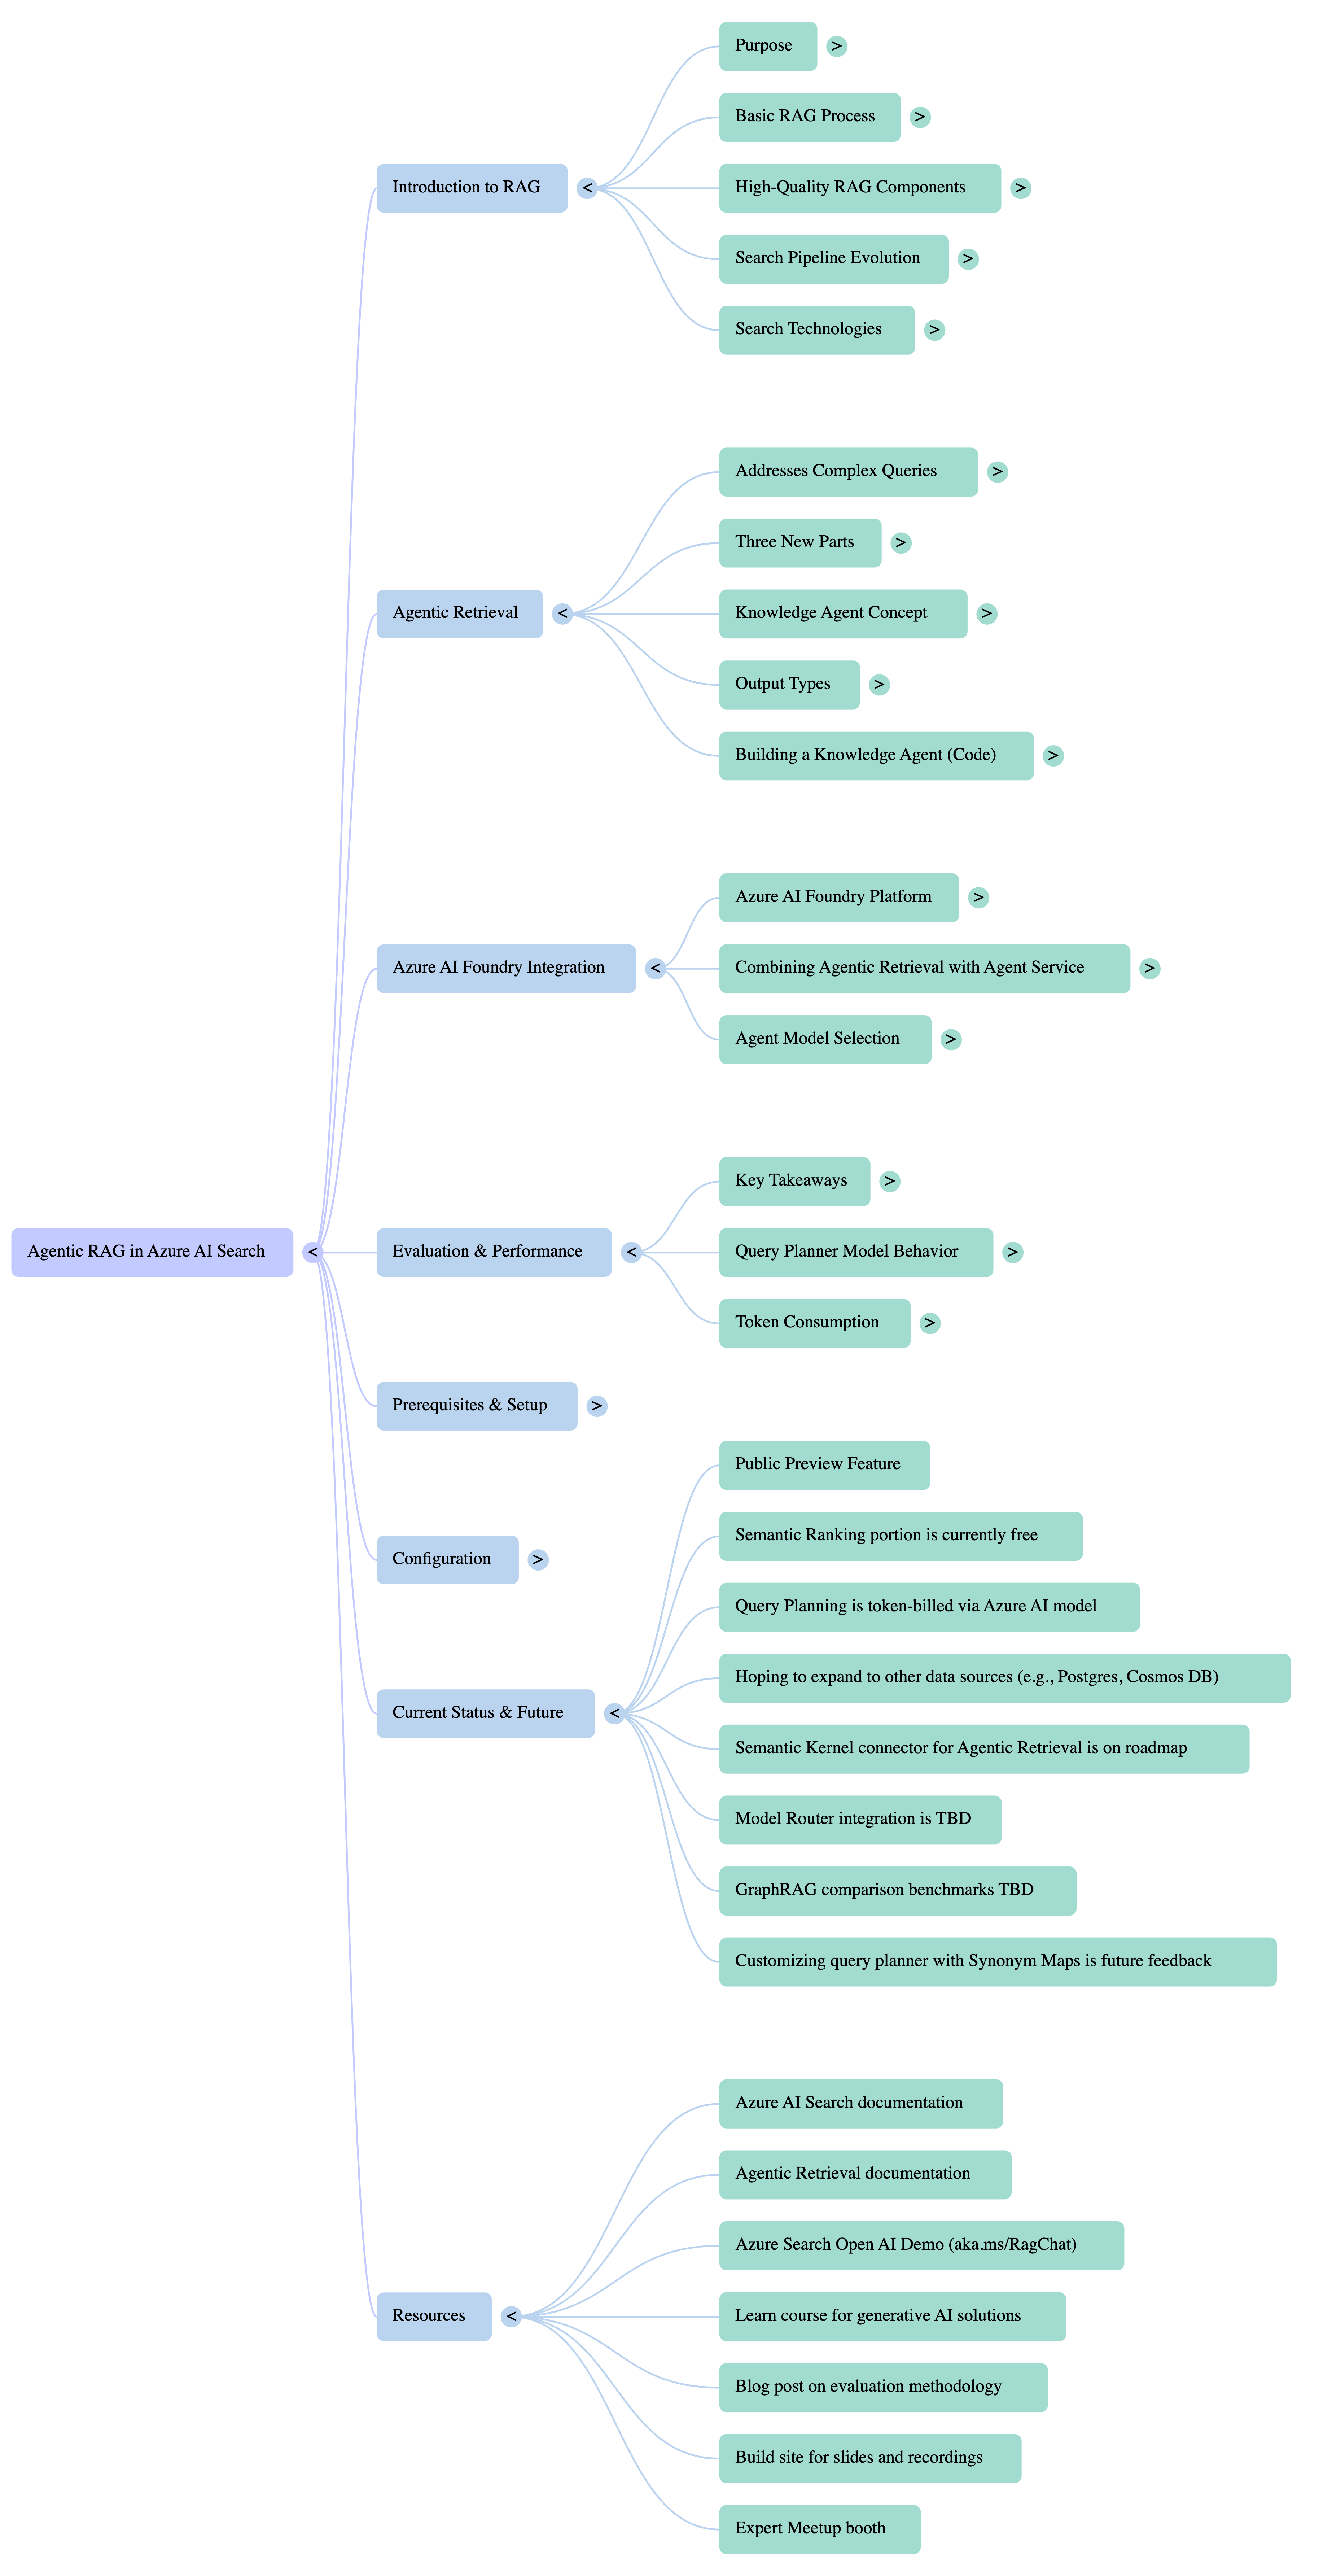 Agentic RAG in Azure AI Search <
Introduction to RAG <
Purpose >
Basic RAG Process >
High-Quality RAG Components >
Search Pipeline Evolution >
Search Technologies >
Agentic Retrieval <
Addresses Complex Queries >
Three New Parts >
Knowledge Agent Concept >
Output Types >
Building a Knowledge Agent (Code) >
Azure AI Foundry Integration <
Azure AI Foundry Platform >
Combining Agentic Retrieval with Agent Service >
Agent Model Selection >
Evaluation & Performance <
Key Takeaways >
Query Planner Model Behavior >
Token Consumption >
Prerequisites & Setup >
Configuration >
Current Status & Future <
Public Preview Feature
Semantic Ranking portion is currently free
Query Planning is token-billed via Azure AI model
Hoping to expand to other data sources (e.g., Postgres, Cosmos DB)
Semantic Kernel connector for Agentic Retrieval is on roadmap
Model Router integration is TBD
GraphRAG comparison benchmarks TBD
Customizing query planner with Synonym Maps is future feedback
Resources <
Azure AI Search documentation
Agentic Retrieval documentation
Azure Search Open AI Demo (aka.ms/RagChat)
Learn course for generative AI solutions
Blog post on evaluation methodology
Build site for slides and recordings
Expert Meetup booth